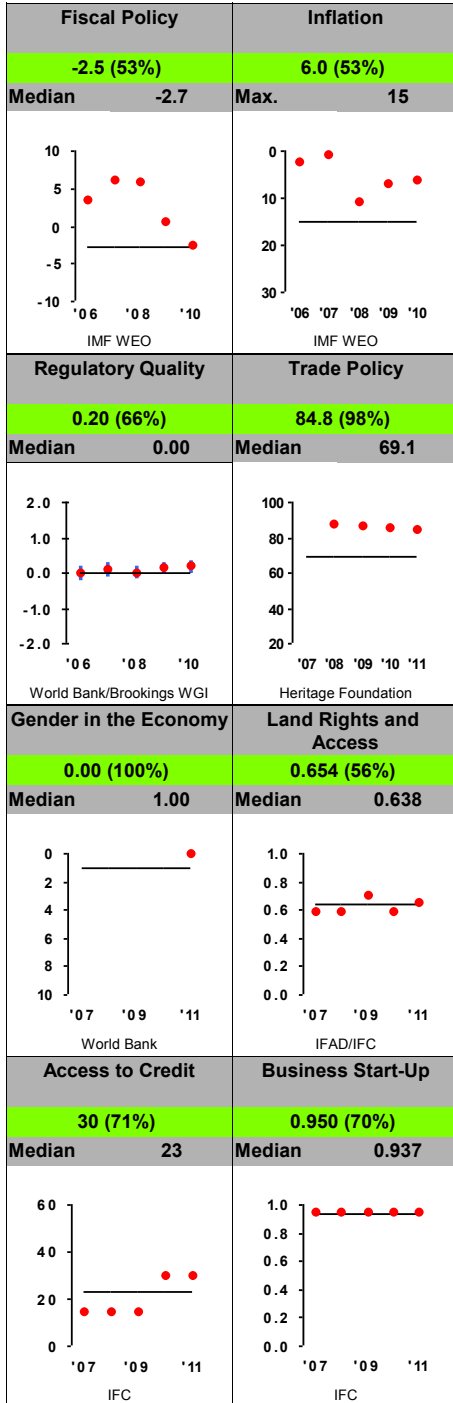 Fiscal Policy
-2.5 (53%)
Median -2.7
10
5
0
-5
-10
'06 '08 '10
IMF WEO
Inflation
6.0 (53%)
Max. 15
0
10
20
30
'06 '07 '08 '09 '10
IMF WEO
Regulatory Quality
0.20 (66%)
Median 0.00
2.0
1.0
0.0
-1.0
-2.0
'06 '08 '10
World Bank/Brookings WGI
Trade Policy
84.8 (98%)
Median 69.1
100
80
60
40
20
'07 '08 '09 '10 '11
Heritage Foundation
Gender in the Economy
0.00 (100%)
Median 1.00
0
2
4
6
8
10
'07 '09 '11
World Bank
Land Rights and
Access
0.654 (56%)
Median 0.638
1.0
0.8
0.6
0.4
0.2
0.0
'07 '09 '11
IFAD/IFC
Access to Credit
30 (71%)
Median 23
60
40
20
0
'07 '09 '11
IFC
Business Start-Up
0.950 (70%)
Median 0.937
1.0
0.8
0.6
0.4
0.2
0.0
'07 '09 '11
IFC